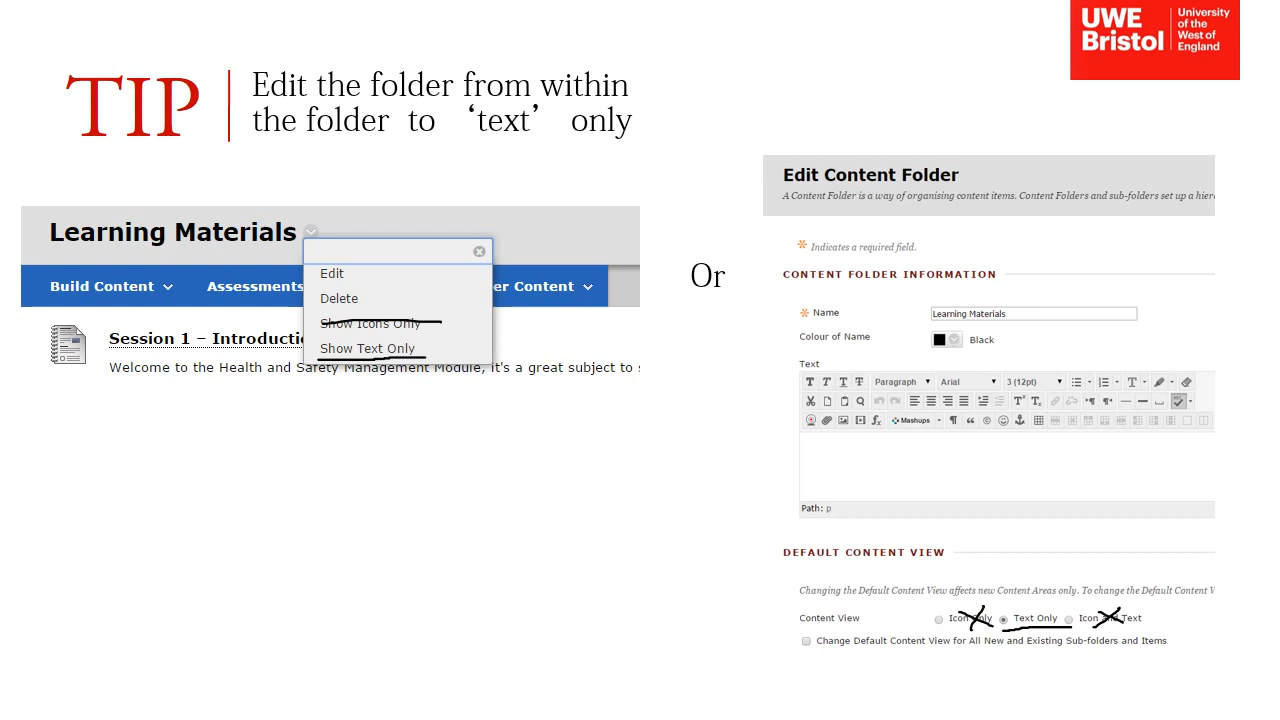 UWE
Bristol
University
of the
West of
England
TIP
Edit the folder from within
the folder to ‘text’ only
Learning Materials
Edit
Delete
Show Icons Only
Show Text Only
Build Content
Assessments
er Content
Session 1 – Introducti
Welcome to the Health and Safety Management Module, it's a great subject to s
Or
Edit Content Folder
A Content Folder is a way of organising content items. Content Folders and sub-folders set up a hier
Indicates a required field.
CONTENT FOLDER INFORMATION
Name
Learning Materials
Colour of Name
Black
Text
T T T T Paragraph Arial 3 (12pt) T
Mashups
Path: p
DEFAULT CONTENT VIEW
Changing the Default Content View affects new Content Areas only. To change the Default Content V
Content View Icon Only Text Only Icon and Text
Change Default Content View for All New and Existing Sub-folders and Items